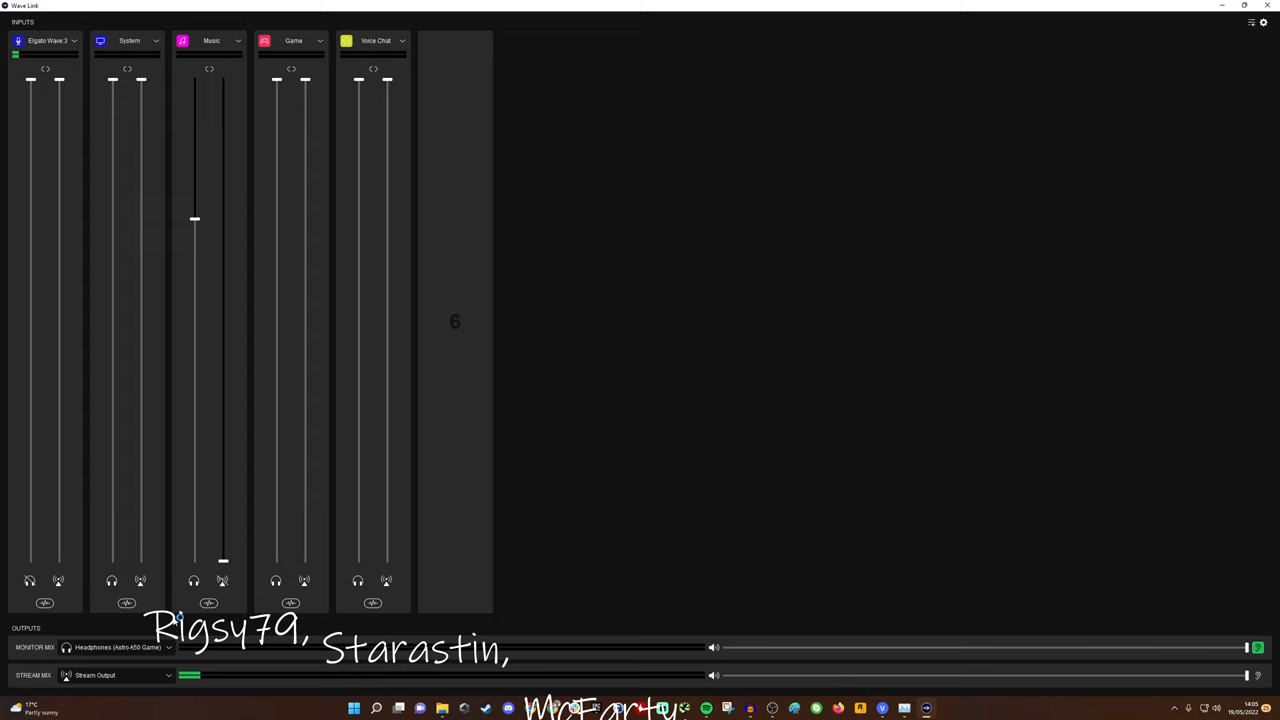 Wave Link
INPUTS
Elgato Wave:3
System
Music
Game
Voice Chat
6
OUTPUTS
MONITOR MIX
Headphones (Astro A50 Game)
STREAM MIX
Stream Output
Rigsy79,
Starastin,
McFarty,
17°C
Partly sunny
14:05
19/05/2022